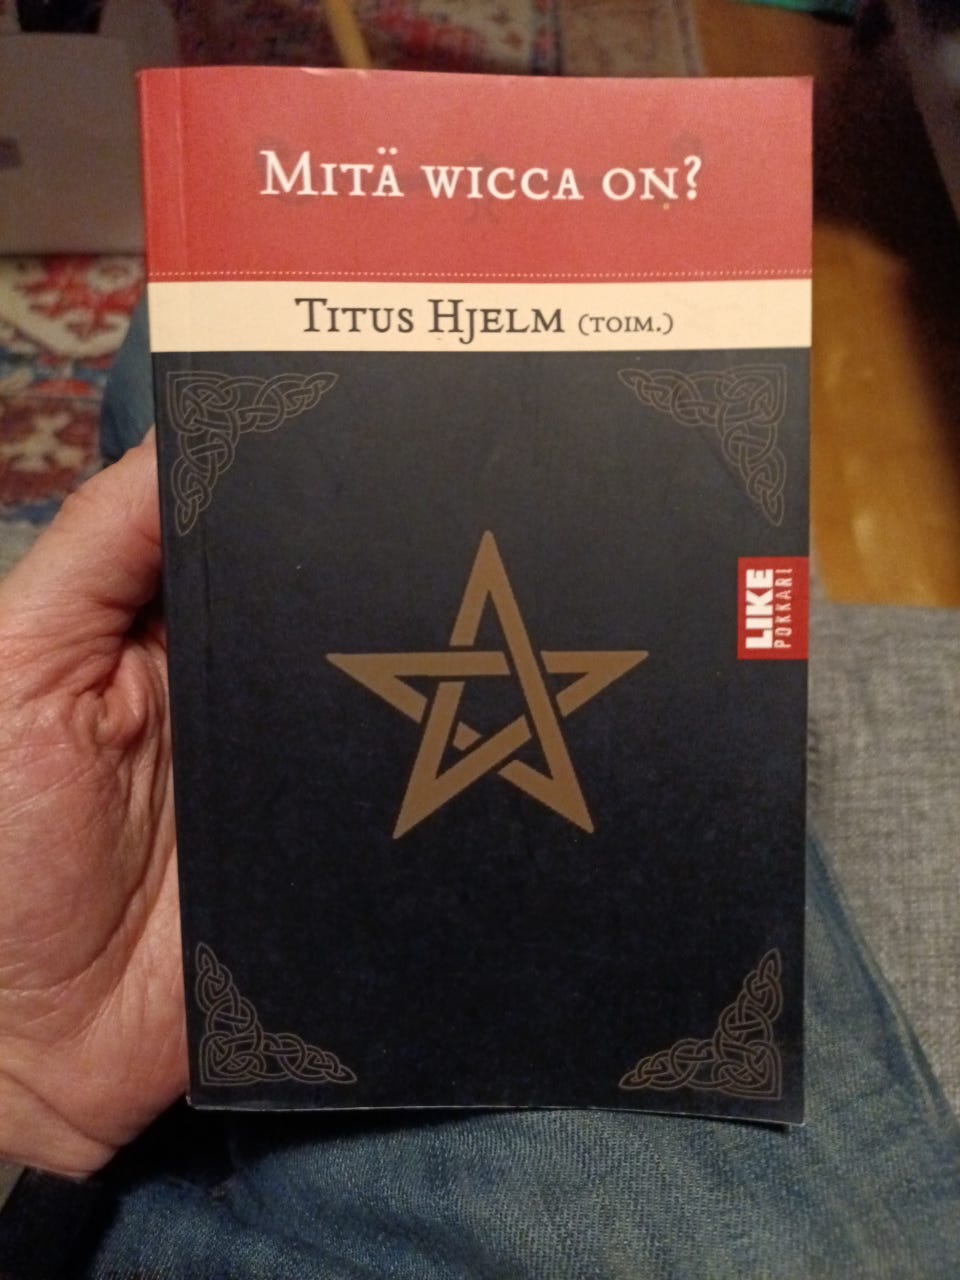 Mitä wicca on?
Titus Hjelm (toim.)
LIKE
POKKARI